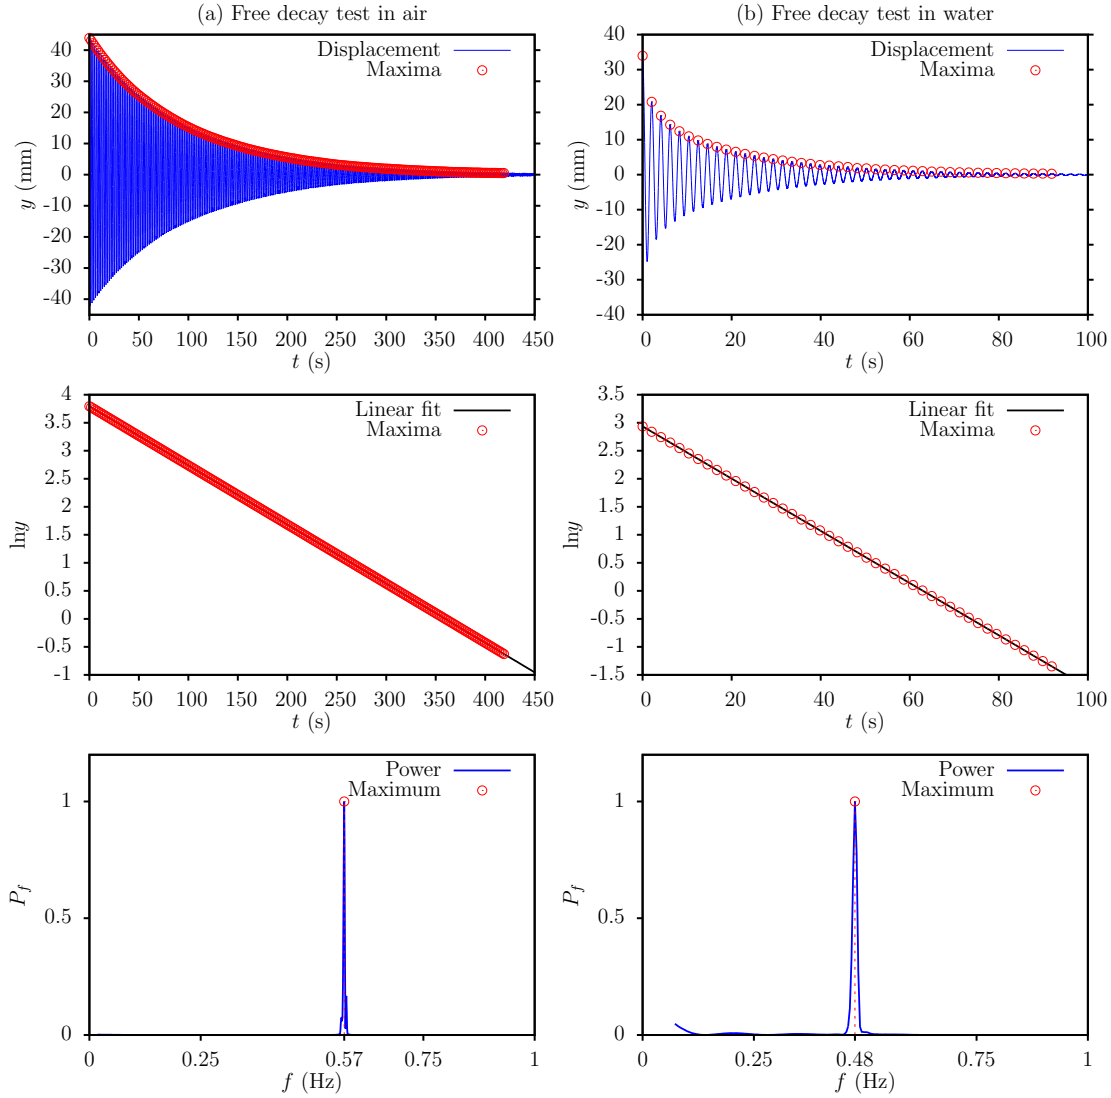 (a) Free decay test in air
Displacement
Maxima
y (mm)
40
30
20
10
0
-10
-20
-30
-40
0 50 100 150 200 250 300 350 400 450
t (s)
(b) Free decay test in water
Displacement
Maxima
y (mm)
40
30
20
10
0
-10
-20
-30
-40
0 20 40 60 80 100
t (s)
Linear fit
Maxima
lny
4
3.5
3
2.5
2
1.5
1
0.5
0
-0.5
-1
0 50 100 150 200 250 300 350 400 450
t (s)
Linear fit
Maxima
lny
3.5
3
2.5
2
1.5
1
0.5
0
-0.5
-1
-1.5
0 20 40 60 80 100
t (s)
Power
Maximum
P_f
1
0.5
0
0 0.25 0.57 0.75 1
f (Hz)
Power
Maximum
P_f
1
0.5
0
0 0.25 0.48 0.75 1
f (Hz)